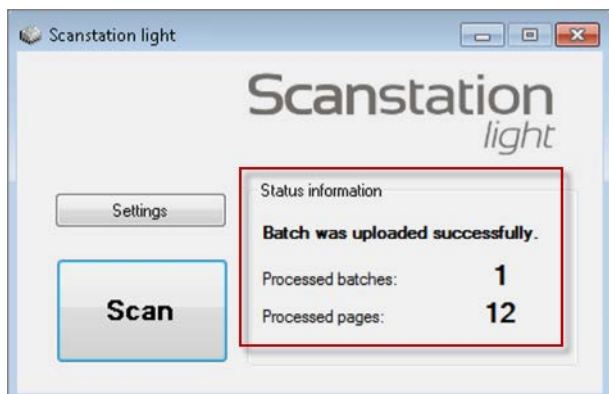 Scanstation light
Scanstation
light
Settings
Scan
Status information
Batch was uploaded successfully.
Processed batches: 1
Processed pages: 12